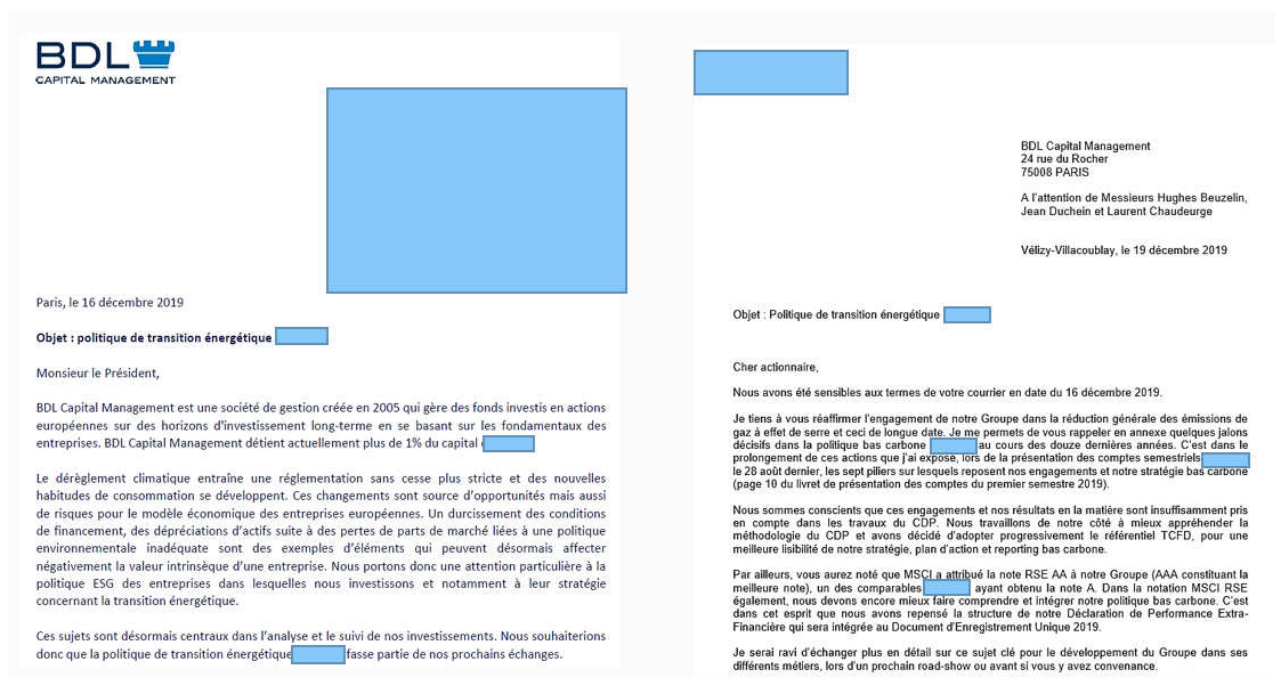 BDL
CAPITAL MANAGEMENT
Paris, le 16 décembre 2019
Objet : politique de transition énergétique
Monsieur le Président,
BDL Capital Management est une société de gestion créée en 2005 qui gère des fonds investis en actions
européennes sur des horizons d'investissement long-terme en se basant sur les fondamentaux des
entreprises. BDL Capital Management détient actuellement plus de 1% du capital
Le dérèglement climatique entraîne une réglementation sans cesse plus stricte et des nouvelles
habitudes de consommation se développent. Ces changements sont source d'opportunités mais aussi
de risques pour le modèle économique des entreprises européennes. Un durcissement des conditions
de financement, des dépréciations d'actifs suite à des pertes de parts de marché liées à une politique
environnementale inadéquate sont des exemples d'éléments qui peuvent désormais affecter
négativement la valeur intrinsèque d'une entreprise. Nous portons donc une attention particulière à la
politique ESG des entreprises dans lesquelles nous investissons et notamment à leur stratégie
concernant la transition énergétique.
Ces sujets sont désormais centraux dans l'analyse et le suivi de nos investissements. Nous souhaiterions
donc que la politique de transition énergétique fasse partie de nos prochains échanges.
BDL Capital Management
24 rue du Rocher
75008 PARIS
A l'attention de Messieurs Hughes Beuzelin,
Jean Duchein et Laurent Chaudeurge
Vélizy-Villacoublay, le 19 décembre 2019
Objet : Politique de transition énergétique
Cher actionnaire,
Nous avons été sensibles aux termes de votre courrier en date du 16 décembre 2019.
Je tiens à vous réaffirmer l'engagement de notre Groupe dans la réduction générale des émissions de
gaz à effet de serre et ceci de longue date. Je me permets de vous rappeler en annexe quelques jalons
décisifs dans la politique bas carbone au cours des douze dernières années. C'est dans le
prolongement de ces actions que j'ai exposé, lors de la présentation des comptes semestriels
le 28 août dernier, les sept piliers sur lesquels reposent nos engagements et notre stratégie bas carbone
(page 10 du livret de présentation des comptes du premier semestre 2019).
Nous sommes conscients que ces engagements et nos résultats en la matière sont insuffisamment pris
en compte dans les travaux du CDP. Nous travaillons de notre côté à mieux appréhender la
méthodologie du CDP et avons décidé d'adopter progressivement le référentiel TCFD, pour une
meilleure lisibilité de notre stratégie, plan d'action et reporting bas carbone.
Par ailleurs, vous aurez noté que MSCI a attribué la note RSE AA à notre Groupe (AAA constituant la
meilleure note), un des comparables ayant obtenu la note A. Dans la notation MSCI RSE
également, nous devons encore mieux faire comprendre et intégrer notre politique bas carbone. C'est
dans cet esprit que nous avons repensé la structure de notre Déclaration de Performance Extra-
Financière qui sera intégrée au Document d'Enregistrement Unique 2019.
Je serai ravi d'échanger plus en détail sur ce sujet clé pour le développement du Groupe dans ses
différents métiers, lors d'un prochain road-show ou avant si vous y avez convenance.